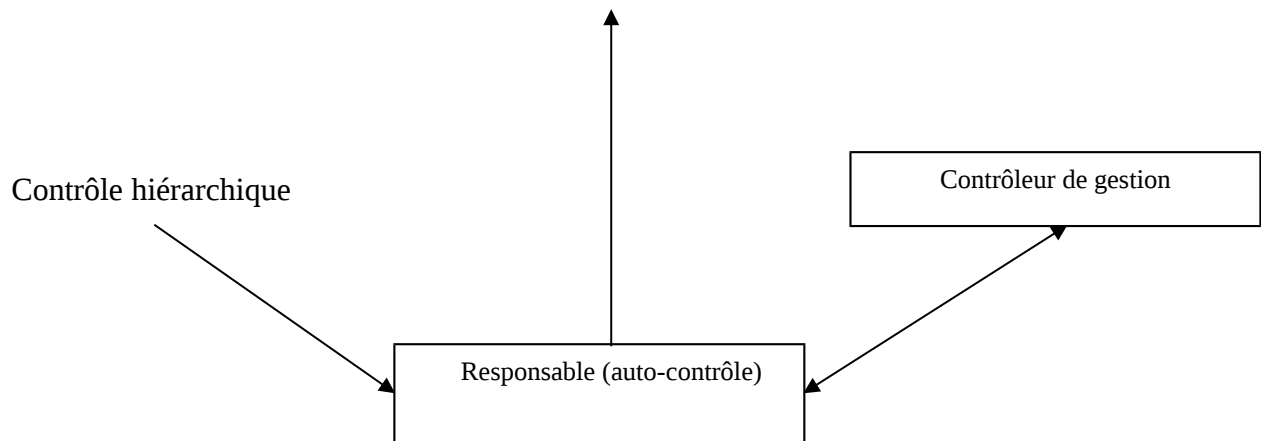 Contrôleur de gestion
Contrôle hiérarchique
Responsable (auto-contrôle)